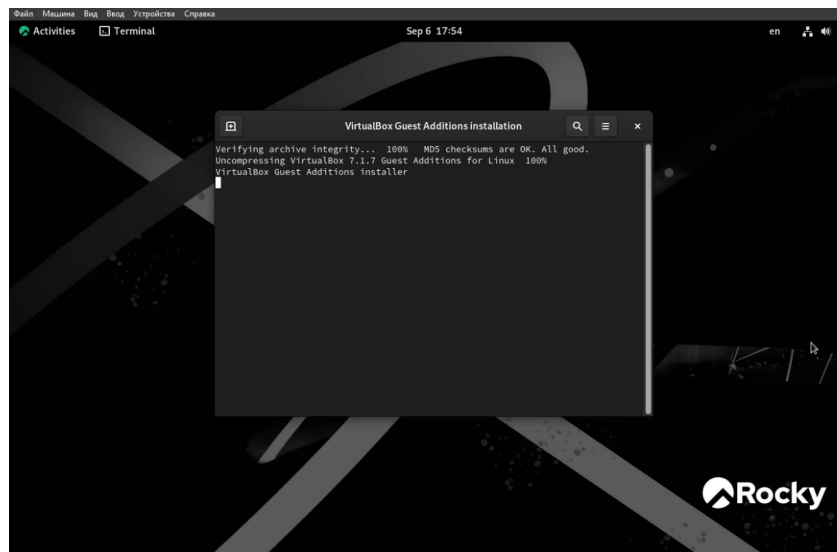 Файл Машина Вид Ввод Устройства Справка
Activities Terminal Sep 6 17:54 en
VirtualBox Guest Additions installation
Verifying archive integrity... 100% MD5 checksums are OK. All good.
Uncompressing VirtualBox 7.1.7 Guest Additions for Linux 100%
VirtualBox Guest Additions installer
Rocky